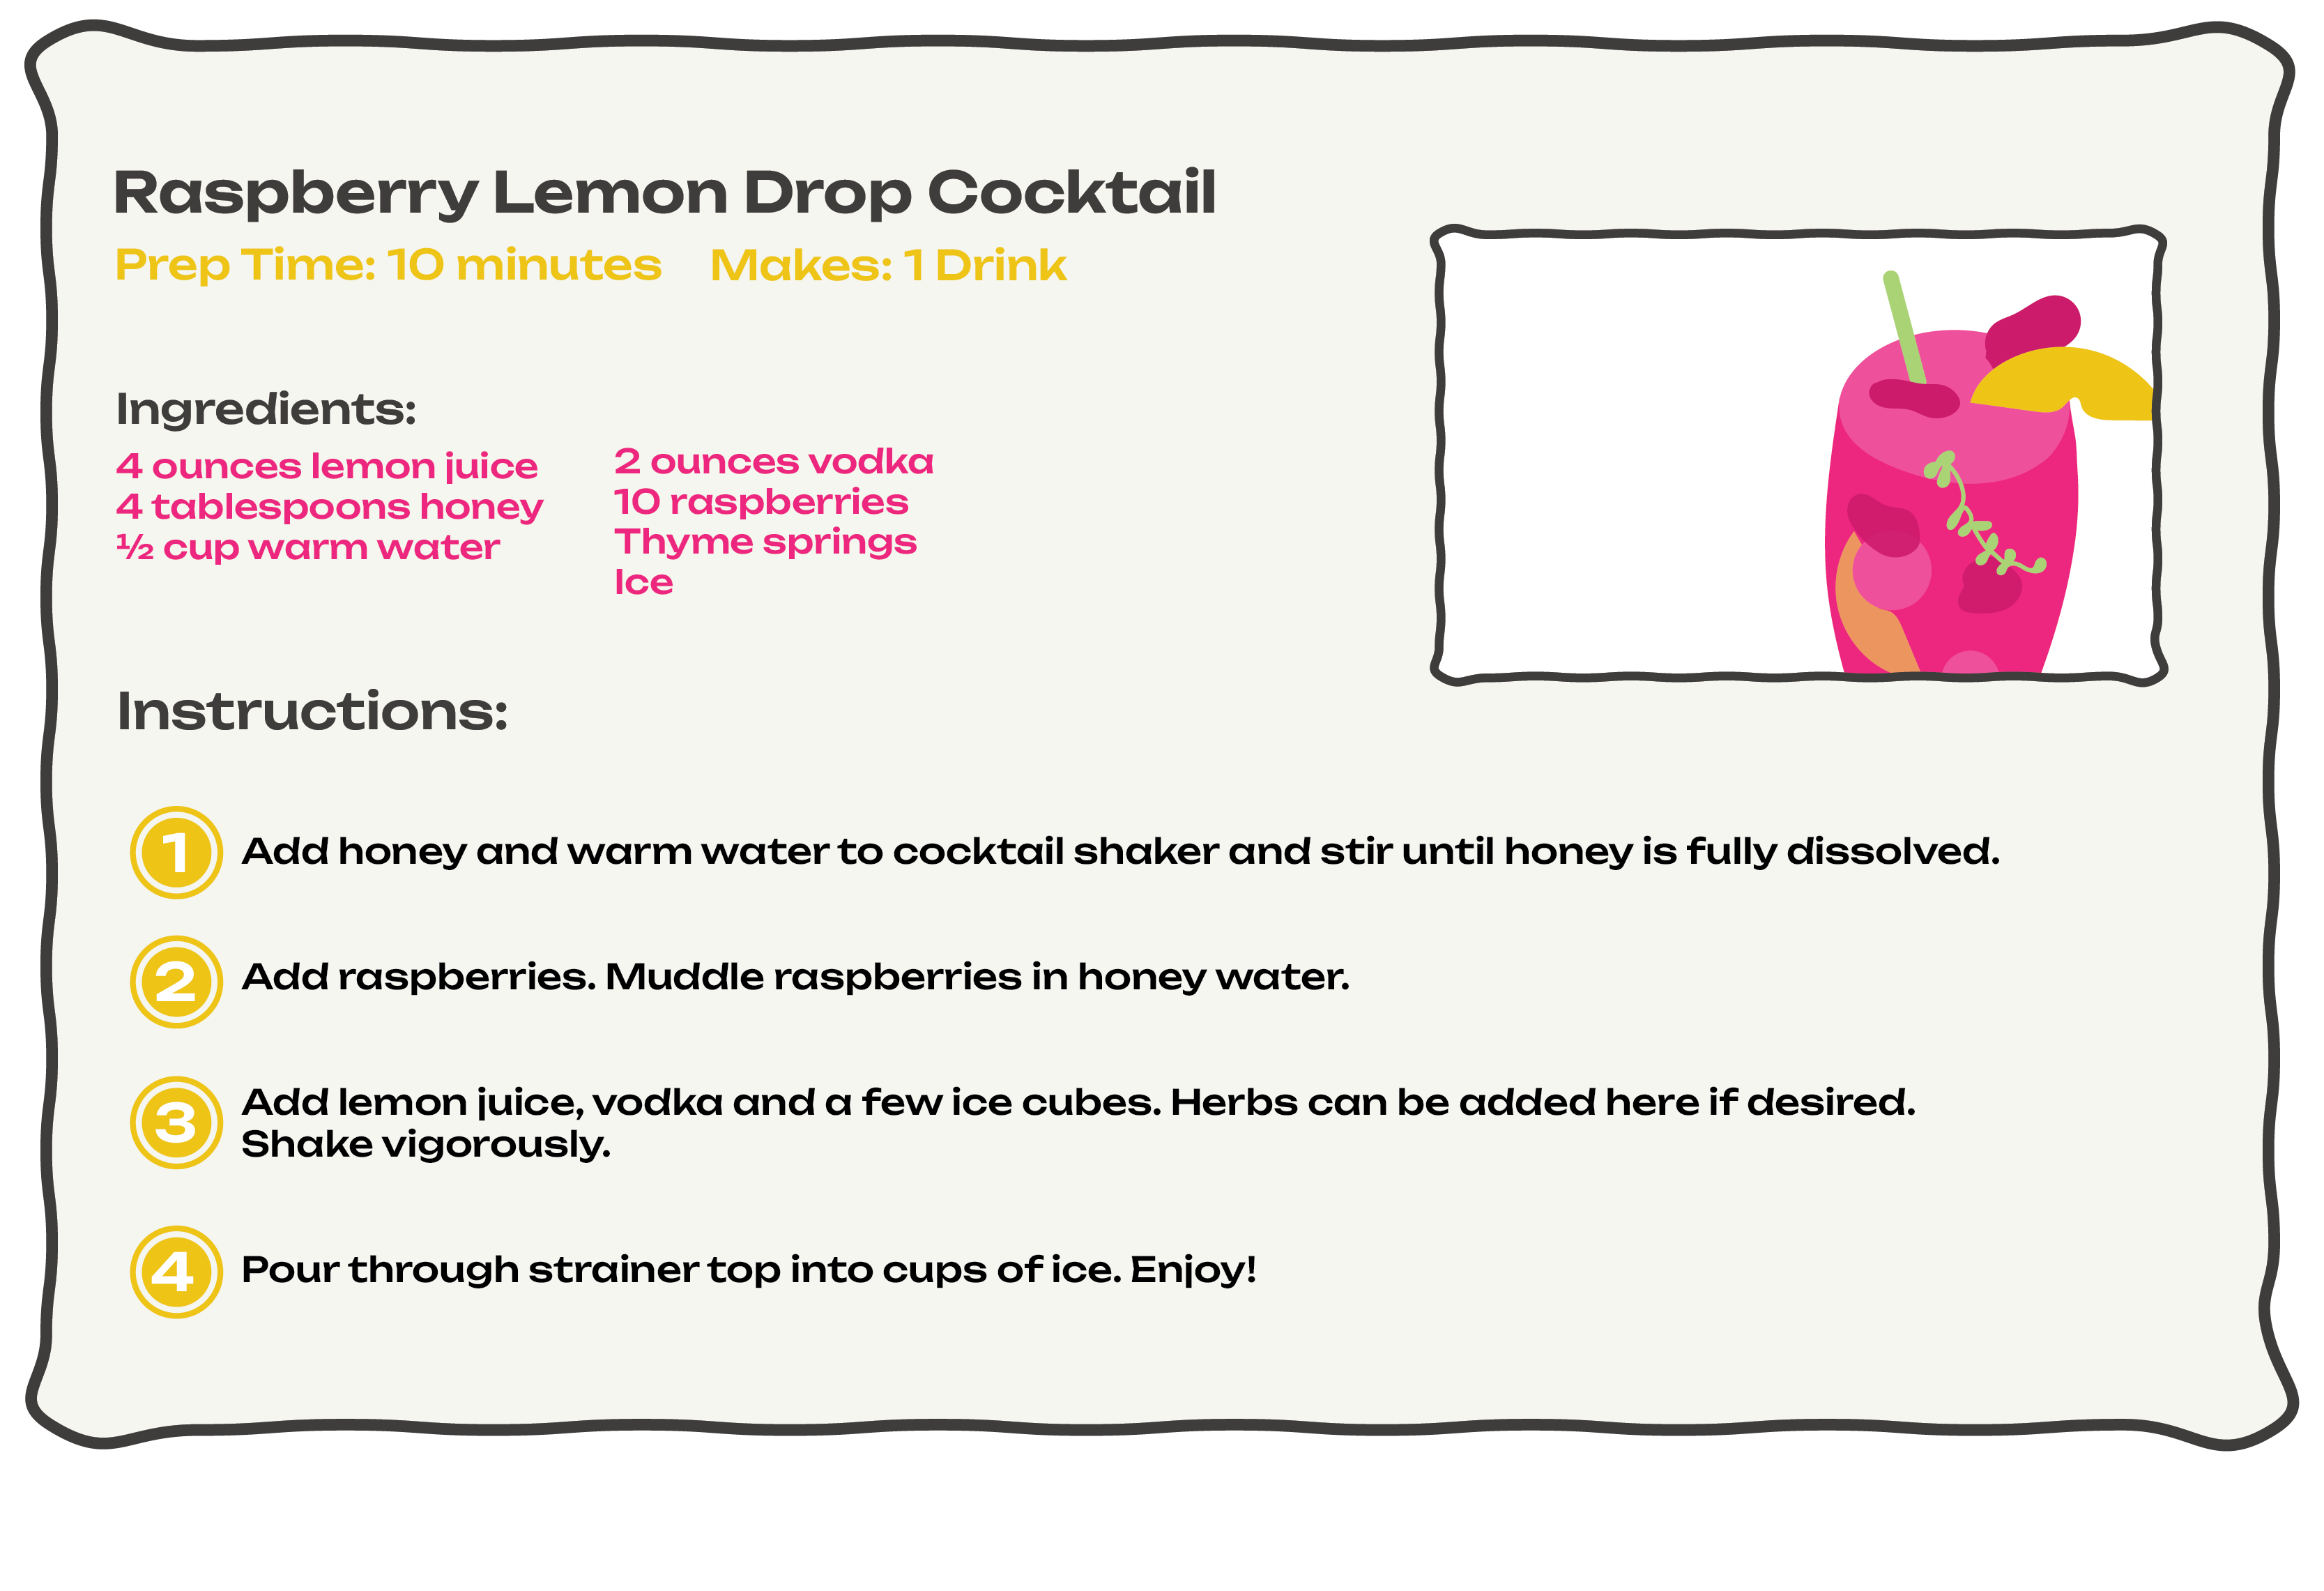 Raspberry Lemon Drop Cocktail
Prep Time: 10 minutes Makes: 1 Drink
Ingredients:
4 ounces lemon juice
4 tablespoons honey
½ cup warm water
2 ounces vodka
10 raspberries
Thyme springs
Ice
Instructions:
1 Add honey and warm water to cocktail shaker and stir until honey is fully dissolved.
2 Add raspberries. Muddle raspberries in honey water.
3 Add lemon juice, vodka and a few ice cubes. Herbs can be added here if desired.
Shake vigorously.
4 Pour through strainer top into cups of ice. Enjoy!